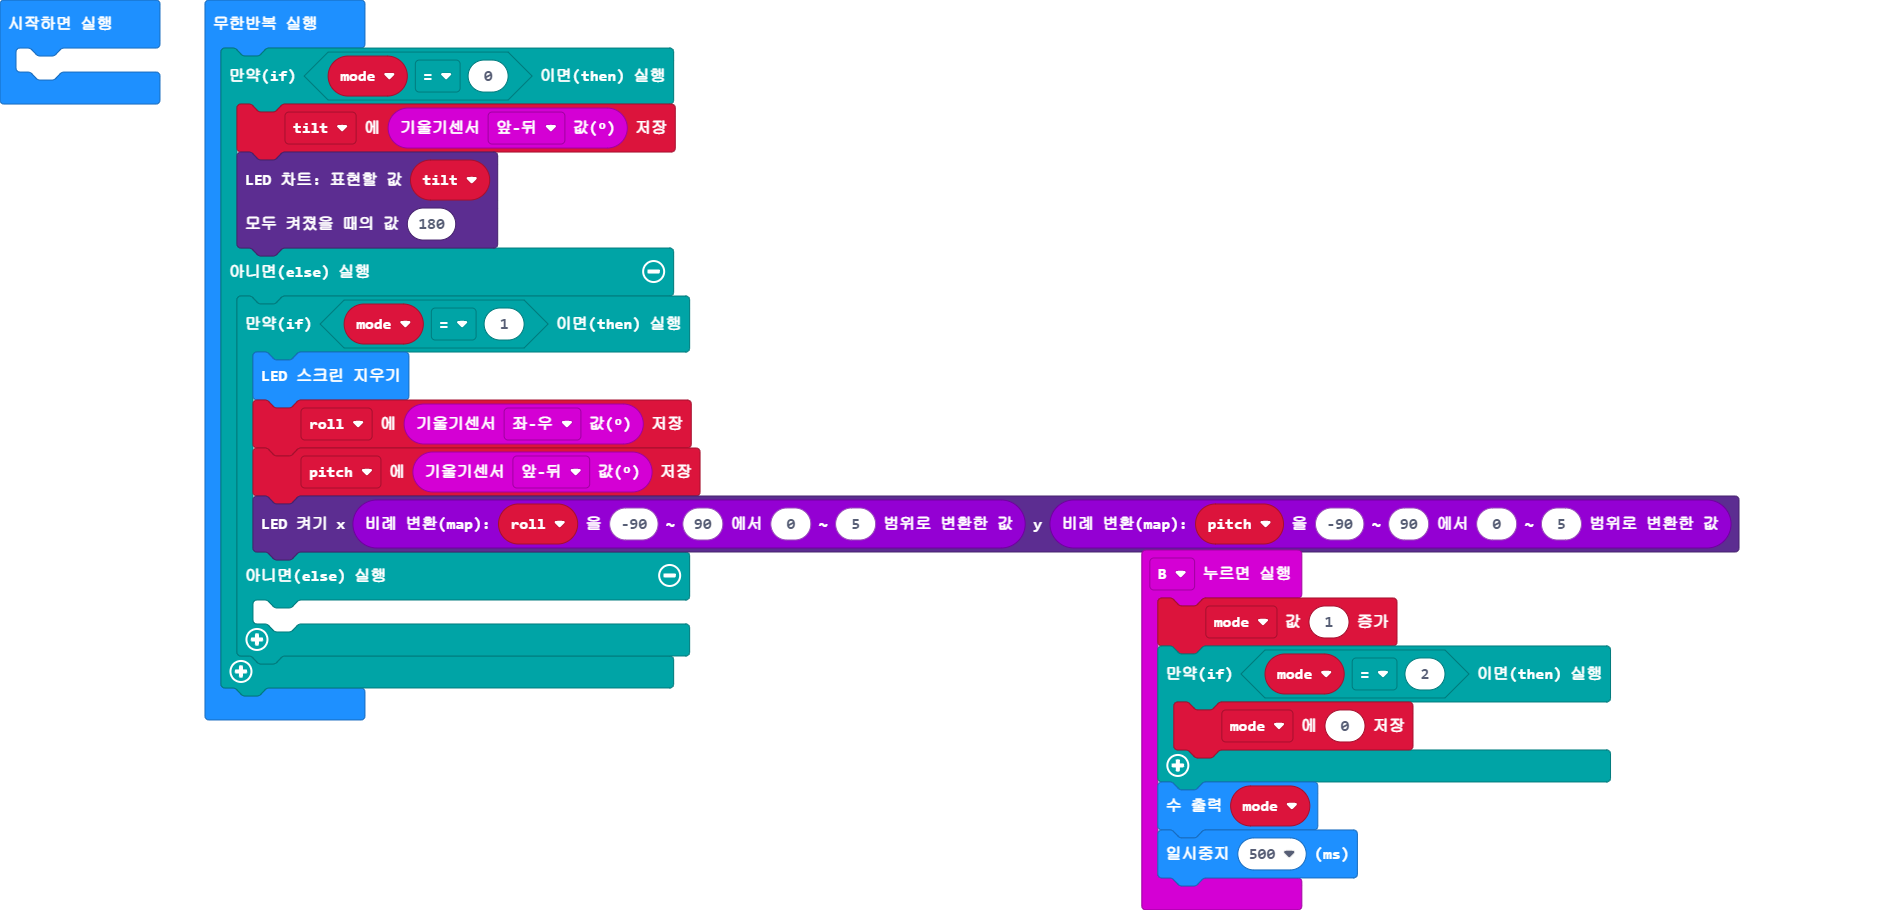 시작하면 실행
무한반복 실행
만약(if) mode = 0 이면(then) 실행
tilt 에 기울기센서 앞-뒤 값(º) 저장
LED 차트: 표현할 값 tilt
모두 켜졌을 때의 값 180
아니면(else) 실행
만약(if) mode = 1 이면(then) 실행
LED 스크린 지우기
roll 에 기울기센서 좌-우 값(º) 저장
pitch 에 기울기센서 앞-뒤 값(º) 저장
LED 켜기 x 비례 변환(map): roll 을 -90 ~ 90 에서 0 ~ 5 범위로 변환한 값 y 비례 변환(map): pitch 을 -90 ~ 90 에서 0 ~ 5 범위로 변환한 값
아니면(else) 실행
B 누르면 실행
mode 값 1 증가
만약(if) mode = 2 이면(then) 실행
mode 에 0 저장
수 출력 mode
일시중지 500 (ms)